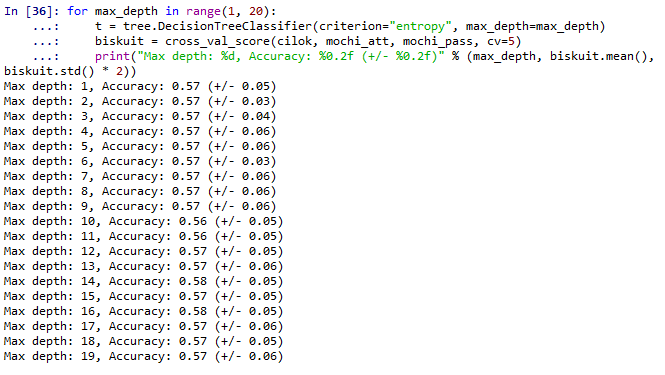 In [36]: for max_depth in range(1, 20):
    ...:     t = tree.DecisionTreeClassifier(criterion="entropy", max_depth=max_depth)
    ...:     biskuit = cross_val_score(cilok, mochi_att, mochi_pass, cv=5)
    ...:     print("Max depth: %d, Accuracy: %0.2f (+/- %0.2f)" % (max_depth, biskuit.mean(),
biskuit.std() * 2))
Max depth: 1, Accuracy: 0.57 (+/- 0.05)
Max depth: 2, Accuracy: 0.57 (+/- 0.03)
Max depth: 3, Accuracy: 0.57 (+/- 0.04)
Max depth: 4, Accuracy: 0.57 (+/- 0.06)
Max depth: 5, Accuracy: 0.57 (+/- 0.06)
Max depth: 6, Accuracy: 0.57 (+/- 0.03)
Max depth: 7, Accuracy: 0.57 (+/- 0.06)
Max depth: 8, Accuracy: 0.57 (+/- 0.06)
Max depth: 9, Accuracy: 0.57 (+/- 0.06)
Max depth: 10, Accuracy: 0.56 (+/- 0.05)
Max depth: 11, Accuracy: 0.56 (+/- 0.05)
Max depth: 12, Accuracy: 0.57 (+/- 0.05)
Max depth: 13, Accuracy: 0.57 (+/- 0.06)
Max depth: 14, Accuracy: 0.58 (+/- 0.05)
Max depth: 15, Accuracy: 0.57 (+/- 0.05)
Max depth: 16, Accuracy: 0.58 (+/- 0.05)
Max depth: 17, Accuracy: 0.57 (+/- 0.06)
Max depth: 18, Accuracy: 0.57 (+/- 0.05)
Max depth: 19, Accuracy: 0.57 (+/- 0.06)